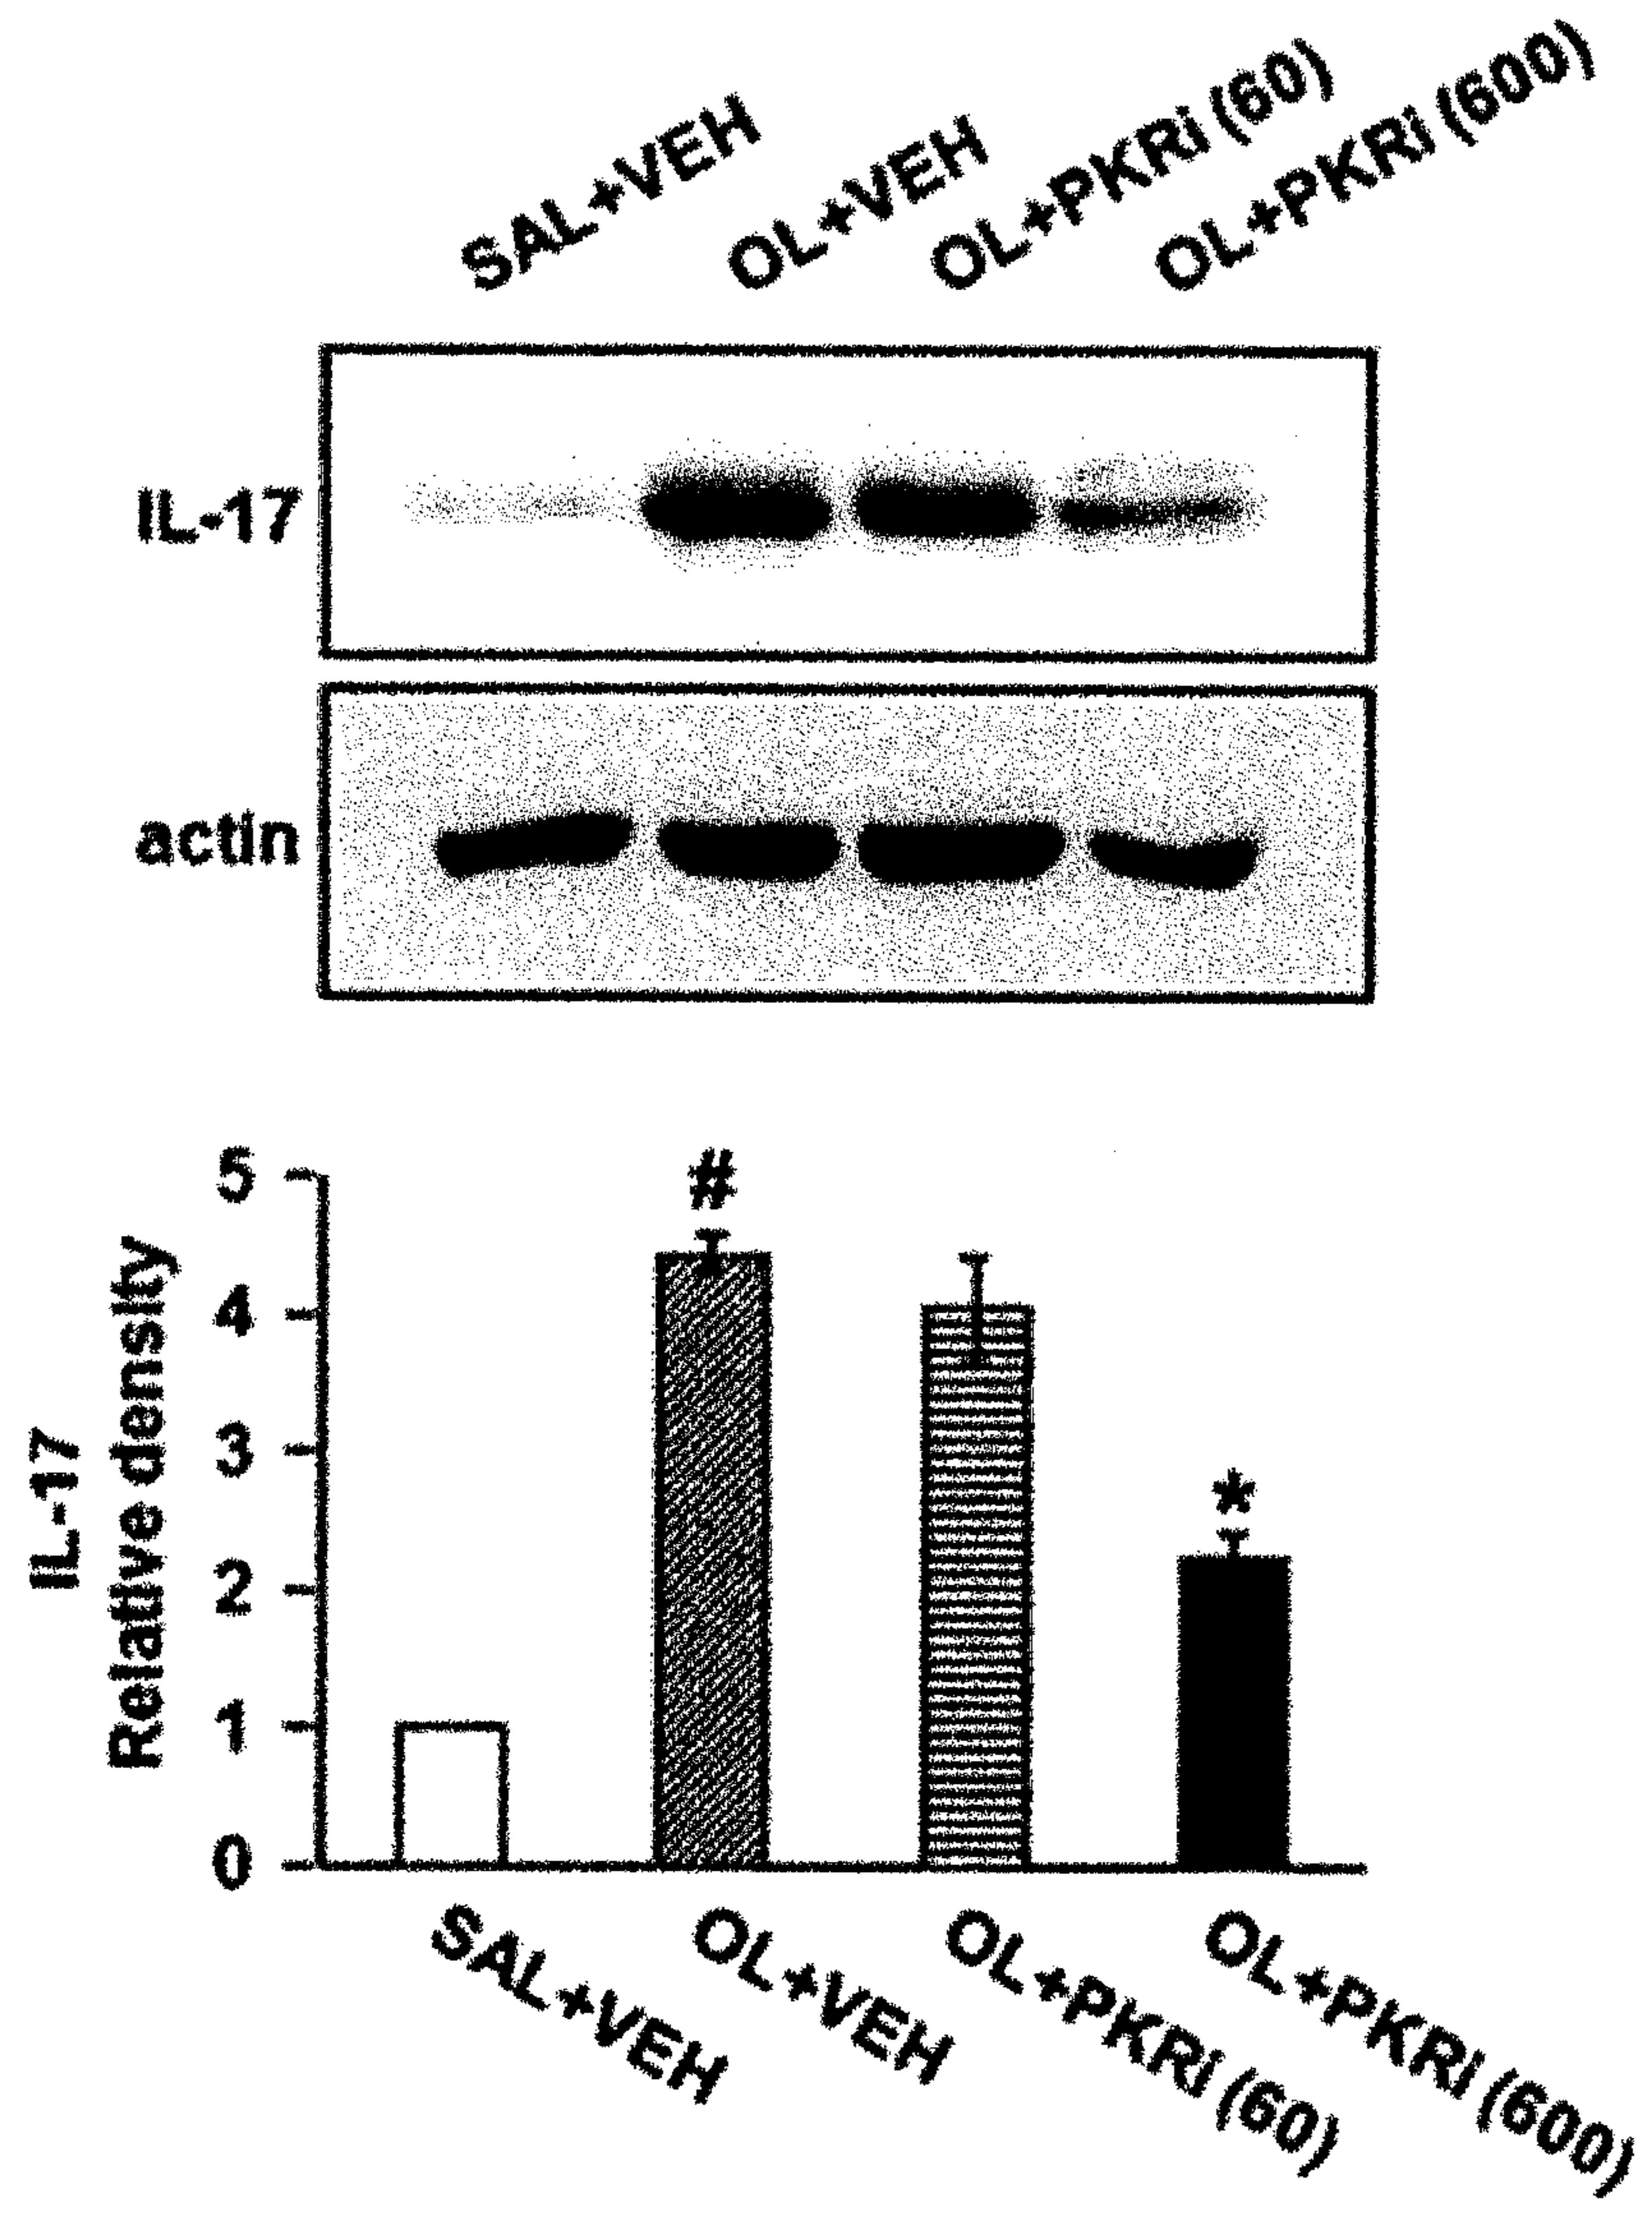 SAL+VEH
OL+VEH
OL+PKRi (60)
OL+PKRi (600)
IL-17
actin
IL-17
Relative density
5
4
3
2
1
0
#
*
SAL+VEH
OL+VEH
OL+PKRi (60)
OL+PKRi (600)